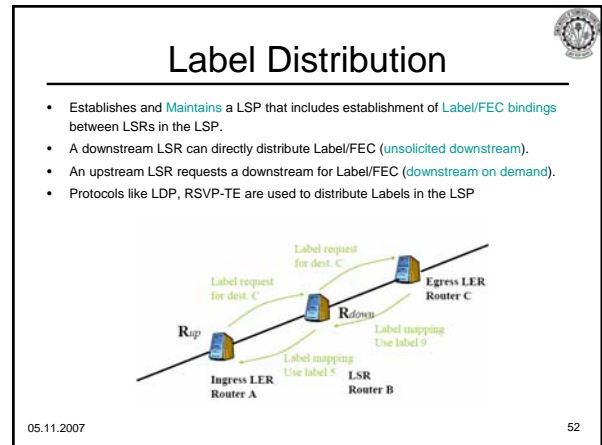 Label Distribution
• Establishes and Maintains a LSP that includes establishment of Label/FEC bindings
between LSRs in the LSP.
• A downstream LSR can directly distribute Label/FEC (unsolicited downstream).
• An upstream LSR requests a downstream for Label/FEC (downstream on demand).
• Protocols like LDP, RSVP-TE are used to distribute Labels in the LSP
Label request
for dest. C
Label request
for dest. C
Egress LER
Router C
Rdown
Rup
Label mapping
Use label 9
Label mapping
Use label 5
LSR
Router B
Ingress LER
Router A
05.11.2007
52